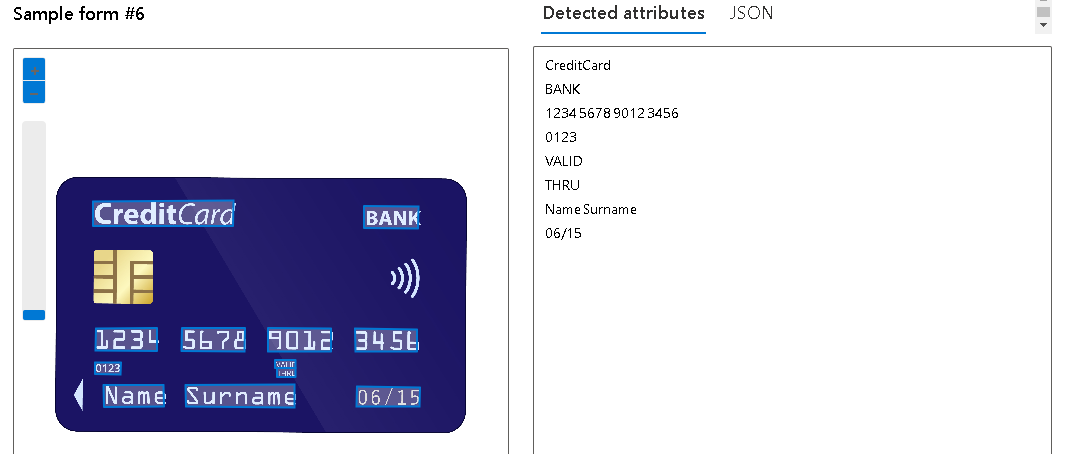 Sample form #6
Detected attributes JSON
CreditCard BANK
1234 5678 9012 3456
0123 VALID
THRU
Name Surname 06/15
CreditCard
BANK
1234 5678 9012 3456
0123
VALID
THRU
Name Surname
06/15